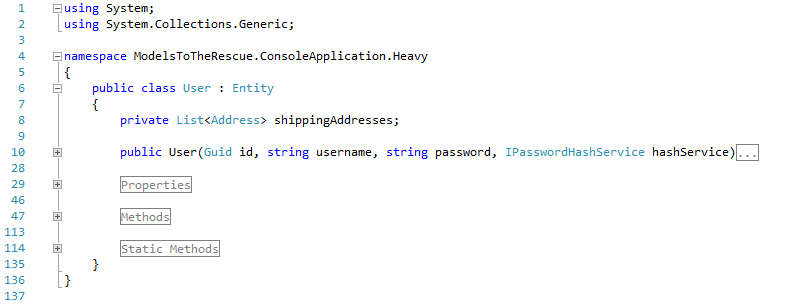 1 using System;
2 using System.Collections.Generic;
3
4 namespace ModelsToTheRescue.ConsoleApplication.Heavy
5 {
6 public class User : Entity
7 {
8 private List<Address> shippingAddresses;
9
10 public User(Guid id, string username, string password, IPasswordHashService hashService)...
28
29 Properties
46
47 Methods
113
114 Static Methods
135 }
136 }
137